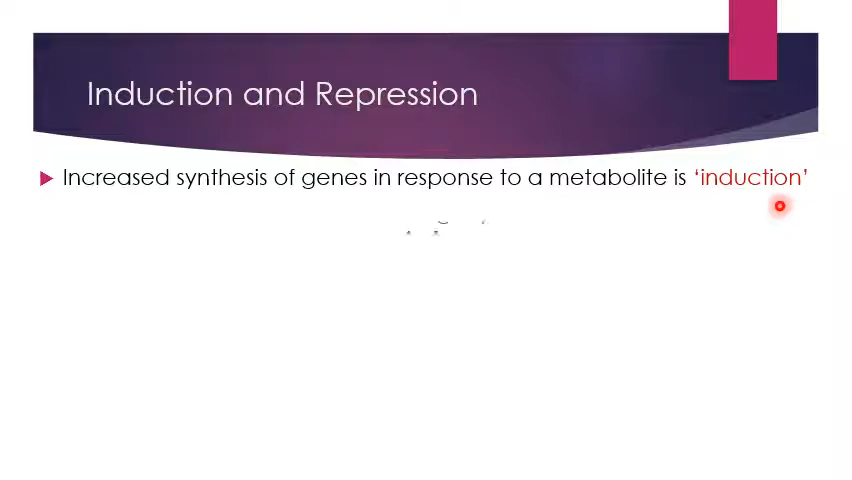 Induction and Repression
Increased synthesis of genes in response to a metabolite is ‘induction’